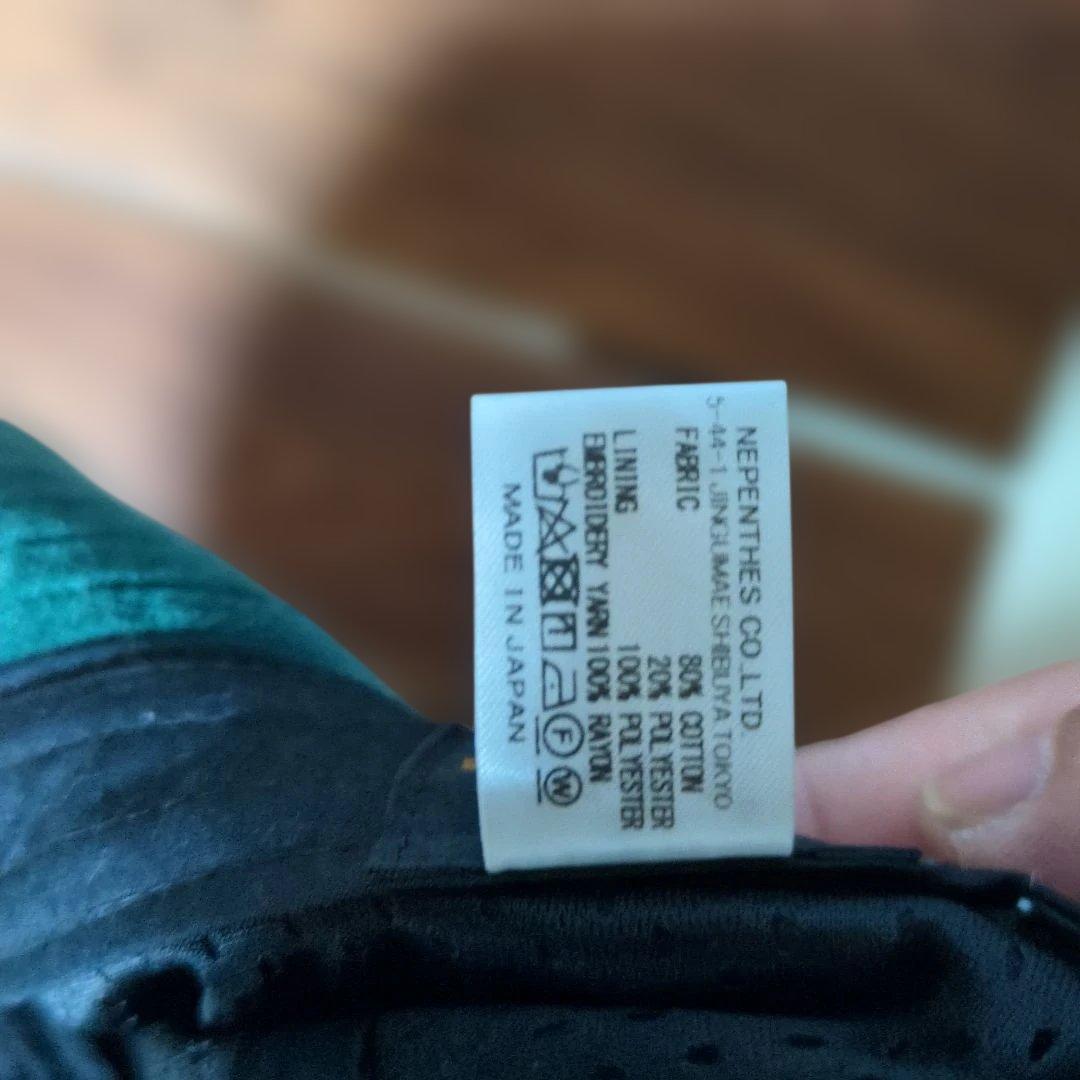 NEPENTHES CO.,LTD.
5-44-1 JINGUMAE SHIBUYA TOKYO
FABRIC 80% COTTON
20% POLYESTER
LINING 100% POLYESTER
EMBROIDERY YARN 100% RAYON
F W
MADE IN JAPAN